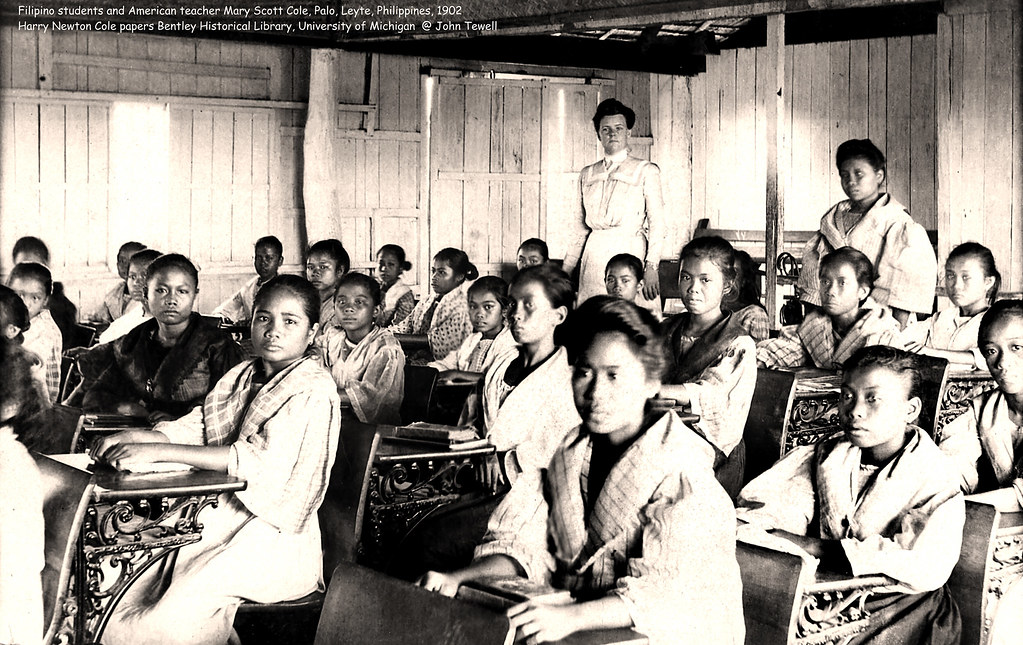 Filipino students and American teacher Mary Scott Cole, Palo, Leyte, Philippines, 1902
Harry Newton Cole papers Bentley Historical Library, University of Michigan @ John Tewell
W